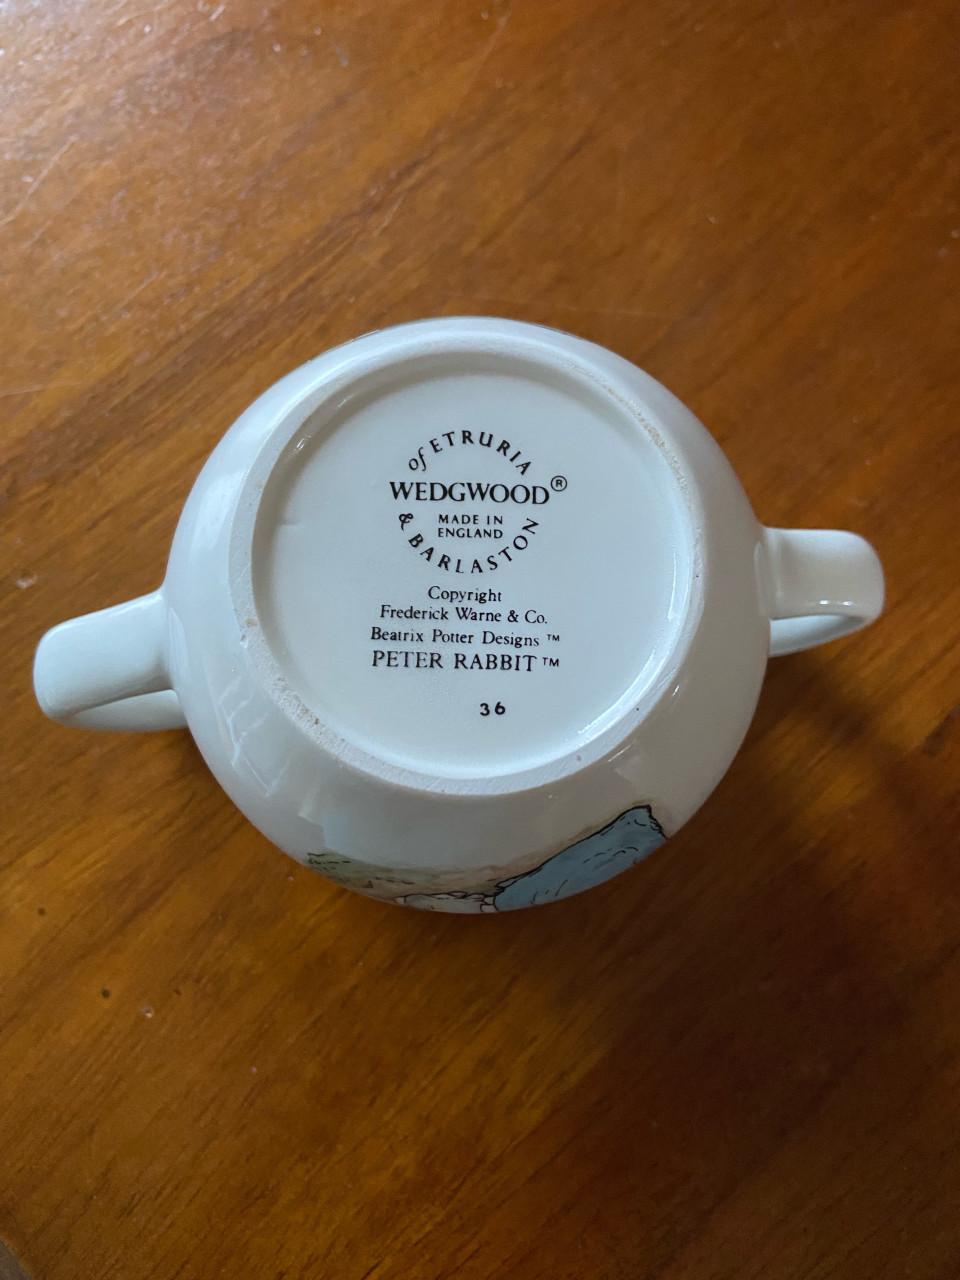 of ETRURIA
WEDGWOOD®
MADE IN
ENGLAND
& BARLASTON
Copyright
Frederick Warne & Co.
Beatrix Potter Designs ™
PETER RABBIT ™
36